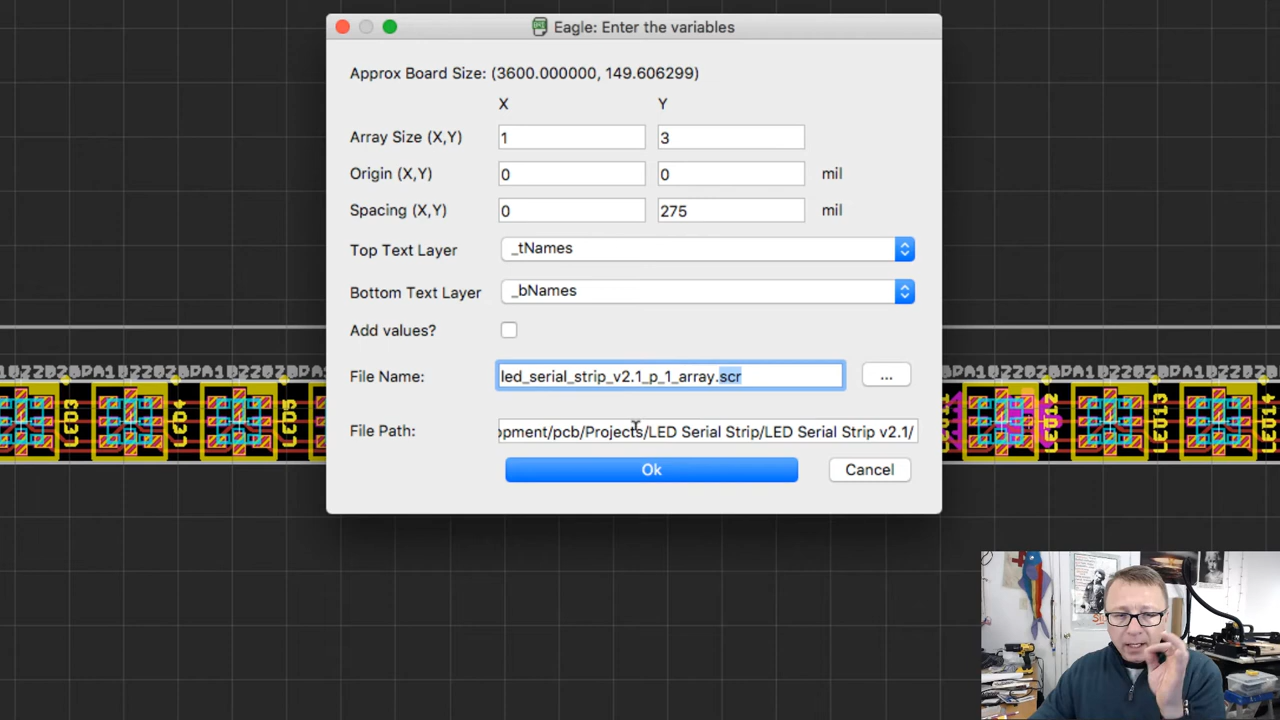 Eagle: Enter the variables
Approx Board Size: (3600.000000, 149.606299)
X Y
Array Size (X,Y) 1 3
Origin (X,Y) 0 0 mil
Spacing (X,Y) 0 275 mil
Top Text Layer _tNames
Bottom Text Layer _bNames
Add values?
File Name: led_serial_strip_v2.1_p_1_array.scr ...
File Path: opment/pcb/Projects/LED Serial Strip/LED Serial Strip v2.1/
Ok Cancel
LED3 LED4 LED5 LED12 LED13 LED14